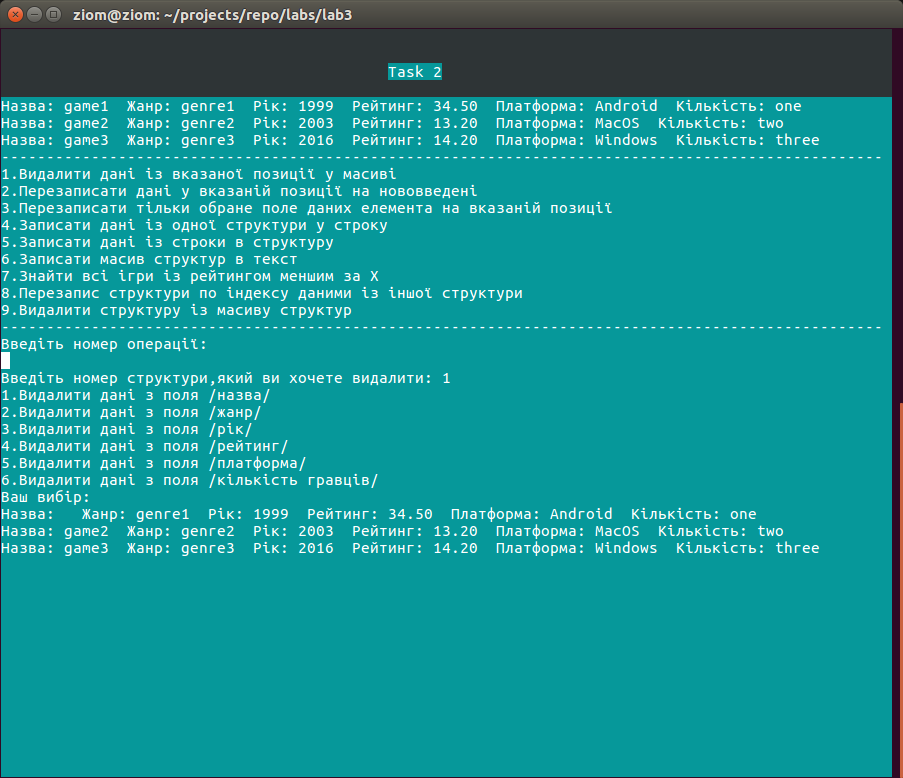 ziom@ziom: ~/projects/repo/labs/lab3
Task 2
Назва: game1  Жанр: genre1  Рік: 1999  Рейтинг: 34.50  Платформа: Android  Кількість: one
Назва: game2  Жанр: genre2  Рік: 2003  Рейтинг: 13.20  Платформа: MacOS  Кількість: two
Назва: game3  Жанр: genre3  Рік: 2016  Рейтинг: 14.20  Платформа: Windows  Кількість: three
--------------------------------------------------------------------------------------------------
1.Видалити дані із вказаної позиції у масиві
2.Перезаписати дані у вказаній позиції на нововведені
3.Перезаписати тільки обране поле даних елемента на вказаній позиції
4.Записати дані із одної структури у строку
5.Записати дані із строки в структуру
6.Записати масив структур в текст
7.Знайти всі ігри із рейтингом меншим за X
8.Перезапис структури по індексу даними із іншої структури
9.Видалити структуру із масиву структур
--------------------------------------------------------------------------------------------------
Введіть номер операції:
Введіть номер структури,який ви хочете видалити: 1
1.Видалити дані з поля /назва/
2.Видалити дані з поля /жанр/
3.Видалити дані з поля /рік/
4.Видалити дані з поля /рейтинг/
5.Видалити дані з поля /платформа/
6.Видалити дані з поля /кількість гравців/
Ваш вибір:
Назва:   Жанр: genre1  Рік: 1999  Рейтинг: 34.50  Платформа: Android  Кількість: one
Назва: game2  Жанр: genre2  Рік: 2003  Рейтинг: 13.20  Платформа: MacOS  Кількість: two
Назва: game3  Жанр: genre3  Рік: 2016  Рейтинг: 14.20  Платформа: Windows  Кількість: three